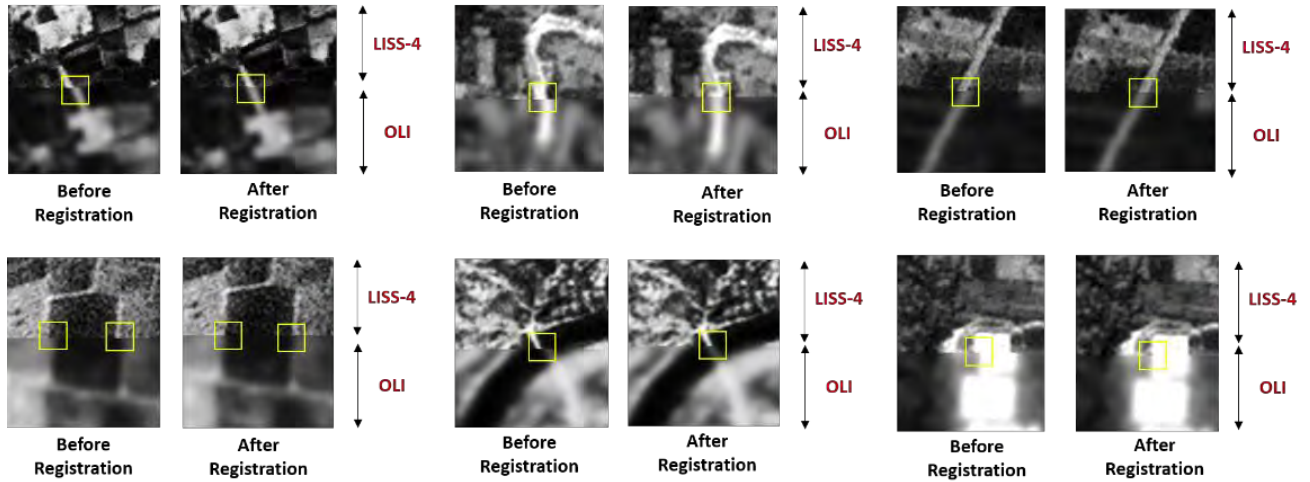 LISS-4
OLI
Before
Registration
After
Registration
LISS-4
OLI
Before
Registration
After
Registration
LISS-4
OLI
Before
Registration
After
Registration
LISS-4
OLI
Before
Registration
After
Registration
LISS-4
OLI
Before
Registration
After
Registration
LISS-4
OLI
Before
Registration
After
Registration